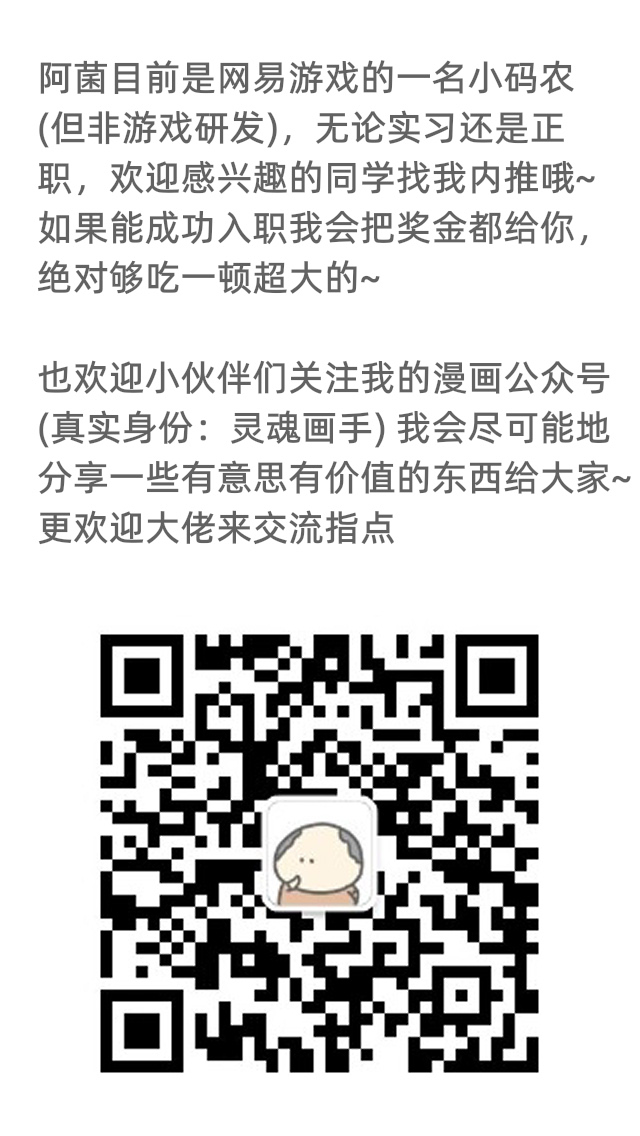 阿菌目前是网易游戏的一名小码农
(但非游戏研发)，无论实习还是正
职，欢迎感兴趣的同学找我内推哦~
如果能成功入职我会把奖金都给你，
绝对够吃一顿超大的~
也欢迎小伙伴们关注我的漫画公众号
(真实身份：灵魂画手) 我会尽可能地
分享一些有意思有价值的东西给大家~
更欢迎大佬来交流指点